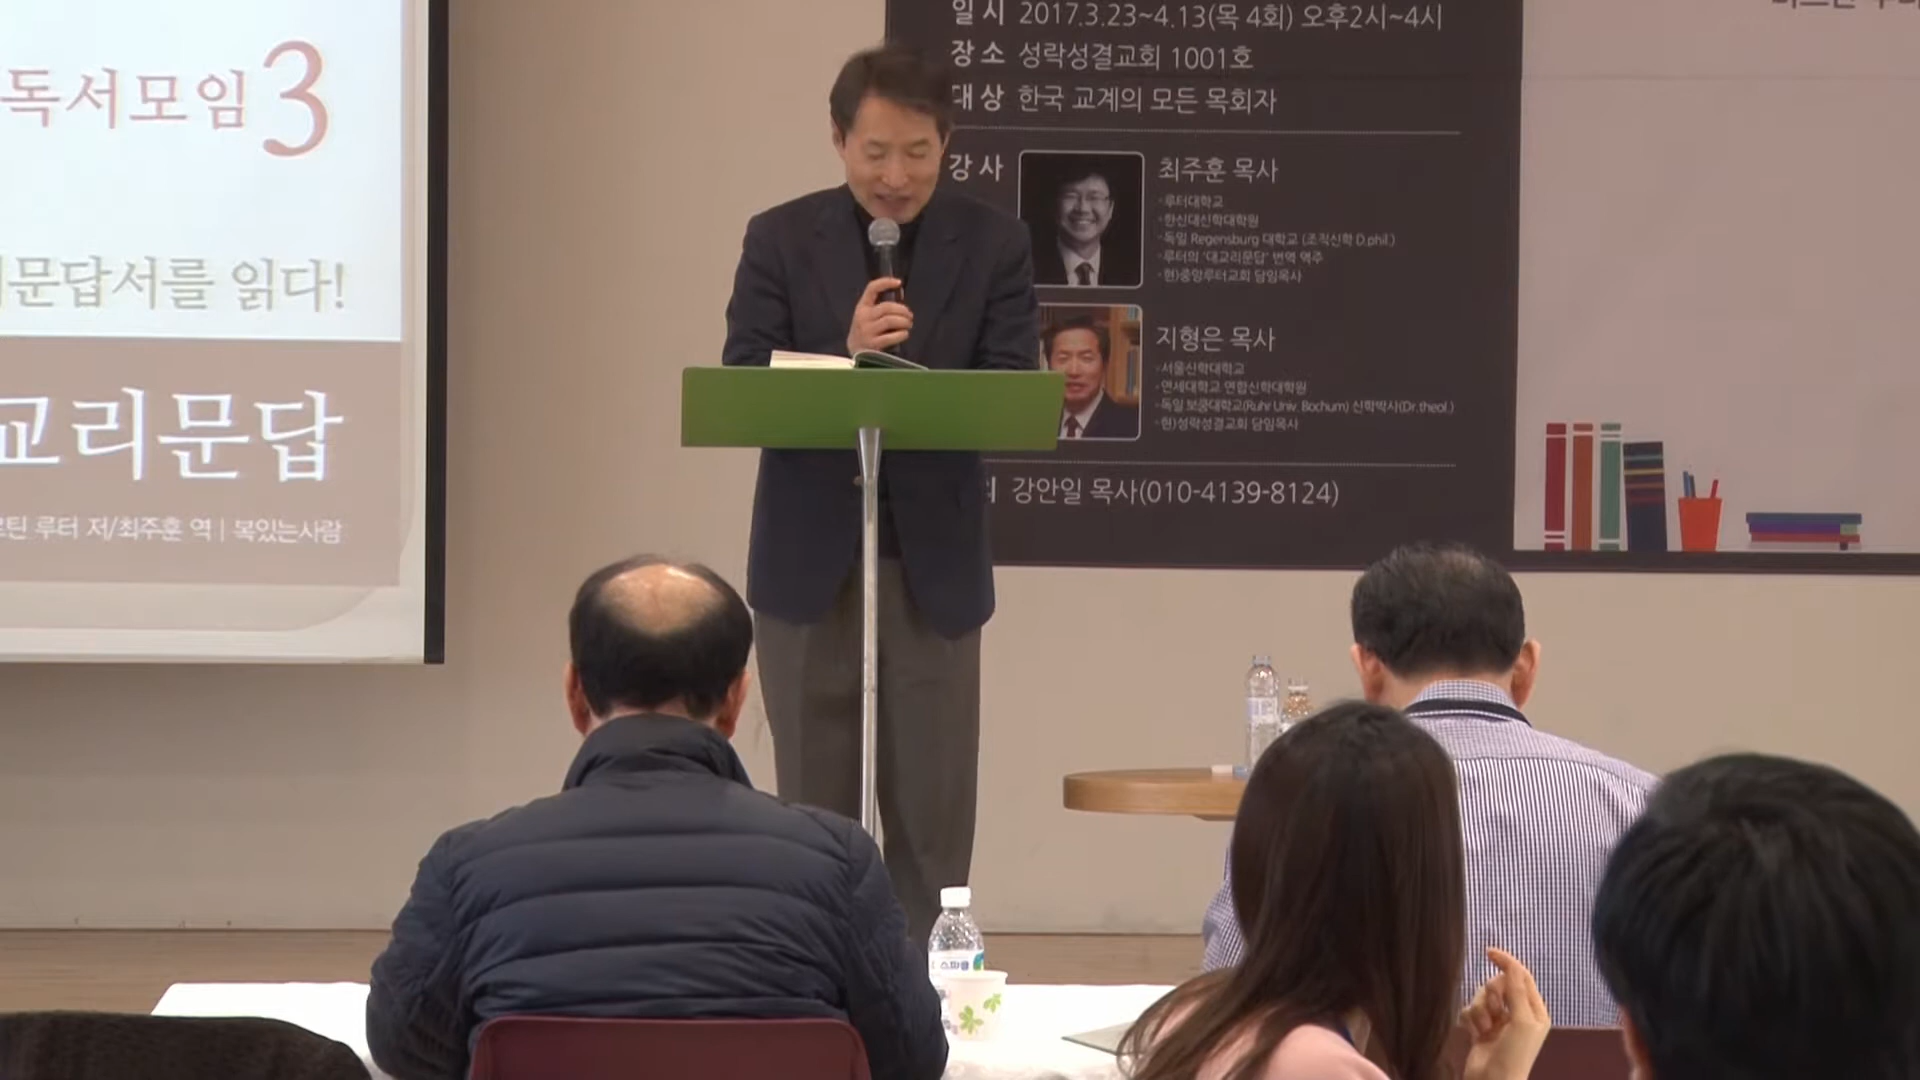 독서모임3
문답서를 읽다!
교리문답
루터 저/최주훈 역 | 복있는사람
일시 2017.3.23~4.13(목 4회) 오후2시~4시
장소 성락성결교회 1001호
대상 한국 교계의 모든 목회자
강사
최주훈 목사
·루터대학교
·한신대신학대학원
·독일 Regensburg 대학교 (조직신학 D.phil.)
·루터의 '대교리문답' 번역 역주
·현)중앙루터교회 담임목사
지형은 목사
·서울신학대학교
·연세대학교 연합신학대학원
·독일 보쿰대학교(Ruhr Univ. Bochum) 신학박사(Dr.theol.)
·현)성락성결교회 담임목사
강안일 목사(010-4139-8124)
스파클